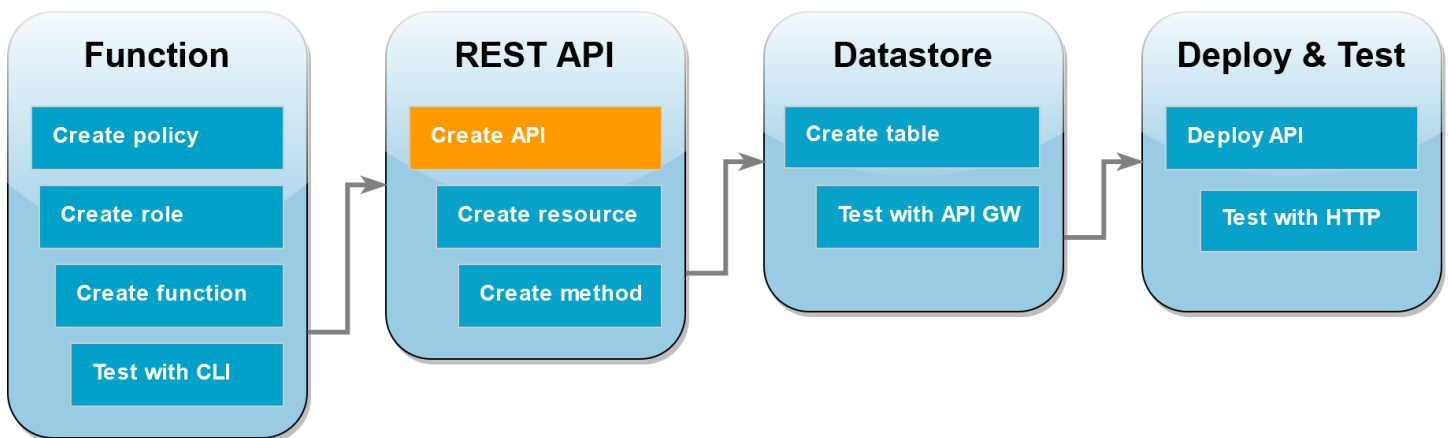 Function
Create policy
Create role
Create function
Test with CLI
REST API
Create API
Create resource
Create method
Datastore
Create table
Test with API GW
Deploy & Test
Deploy API
Test with HTTP